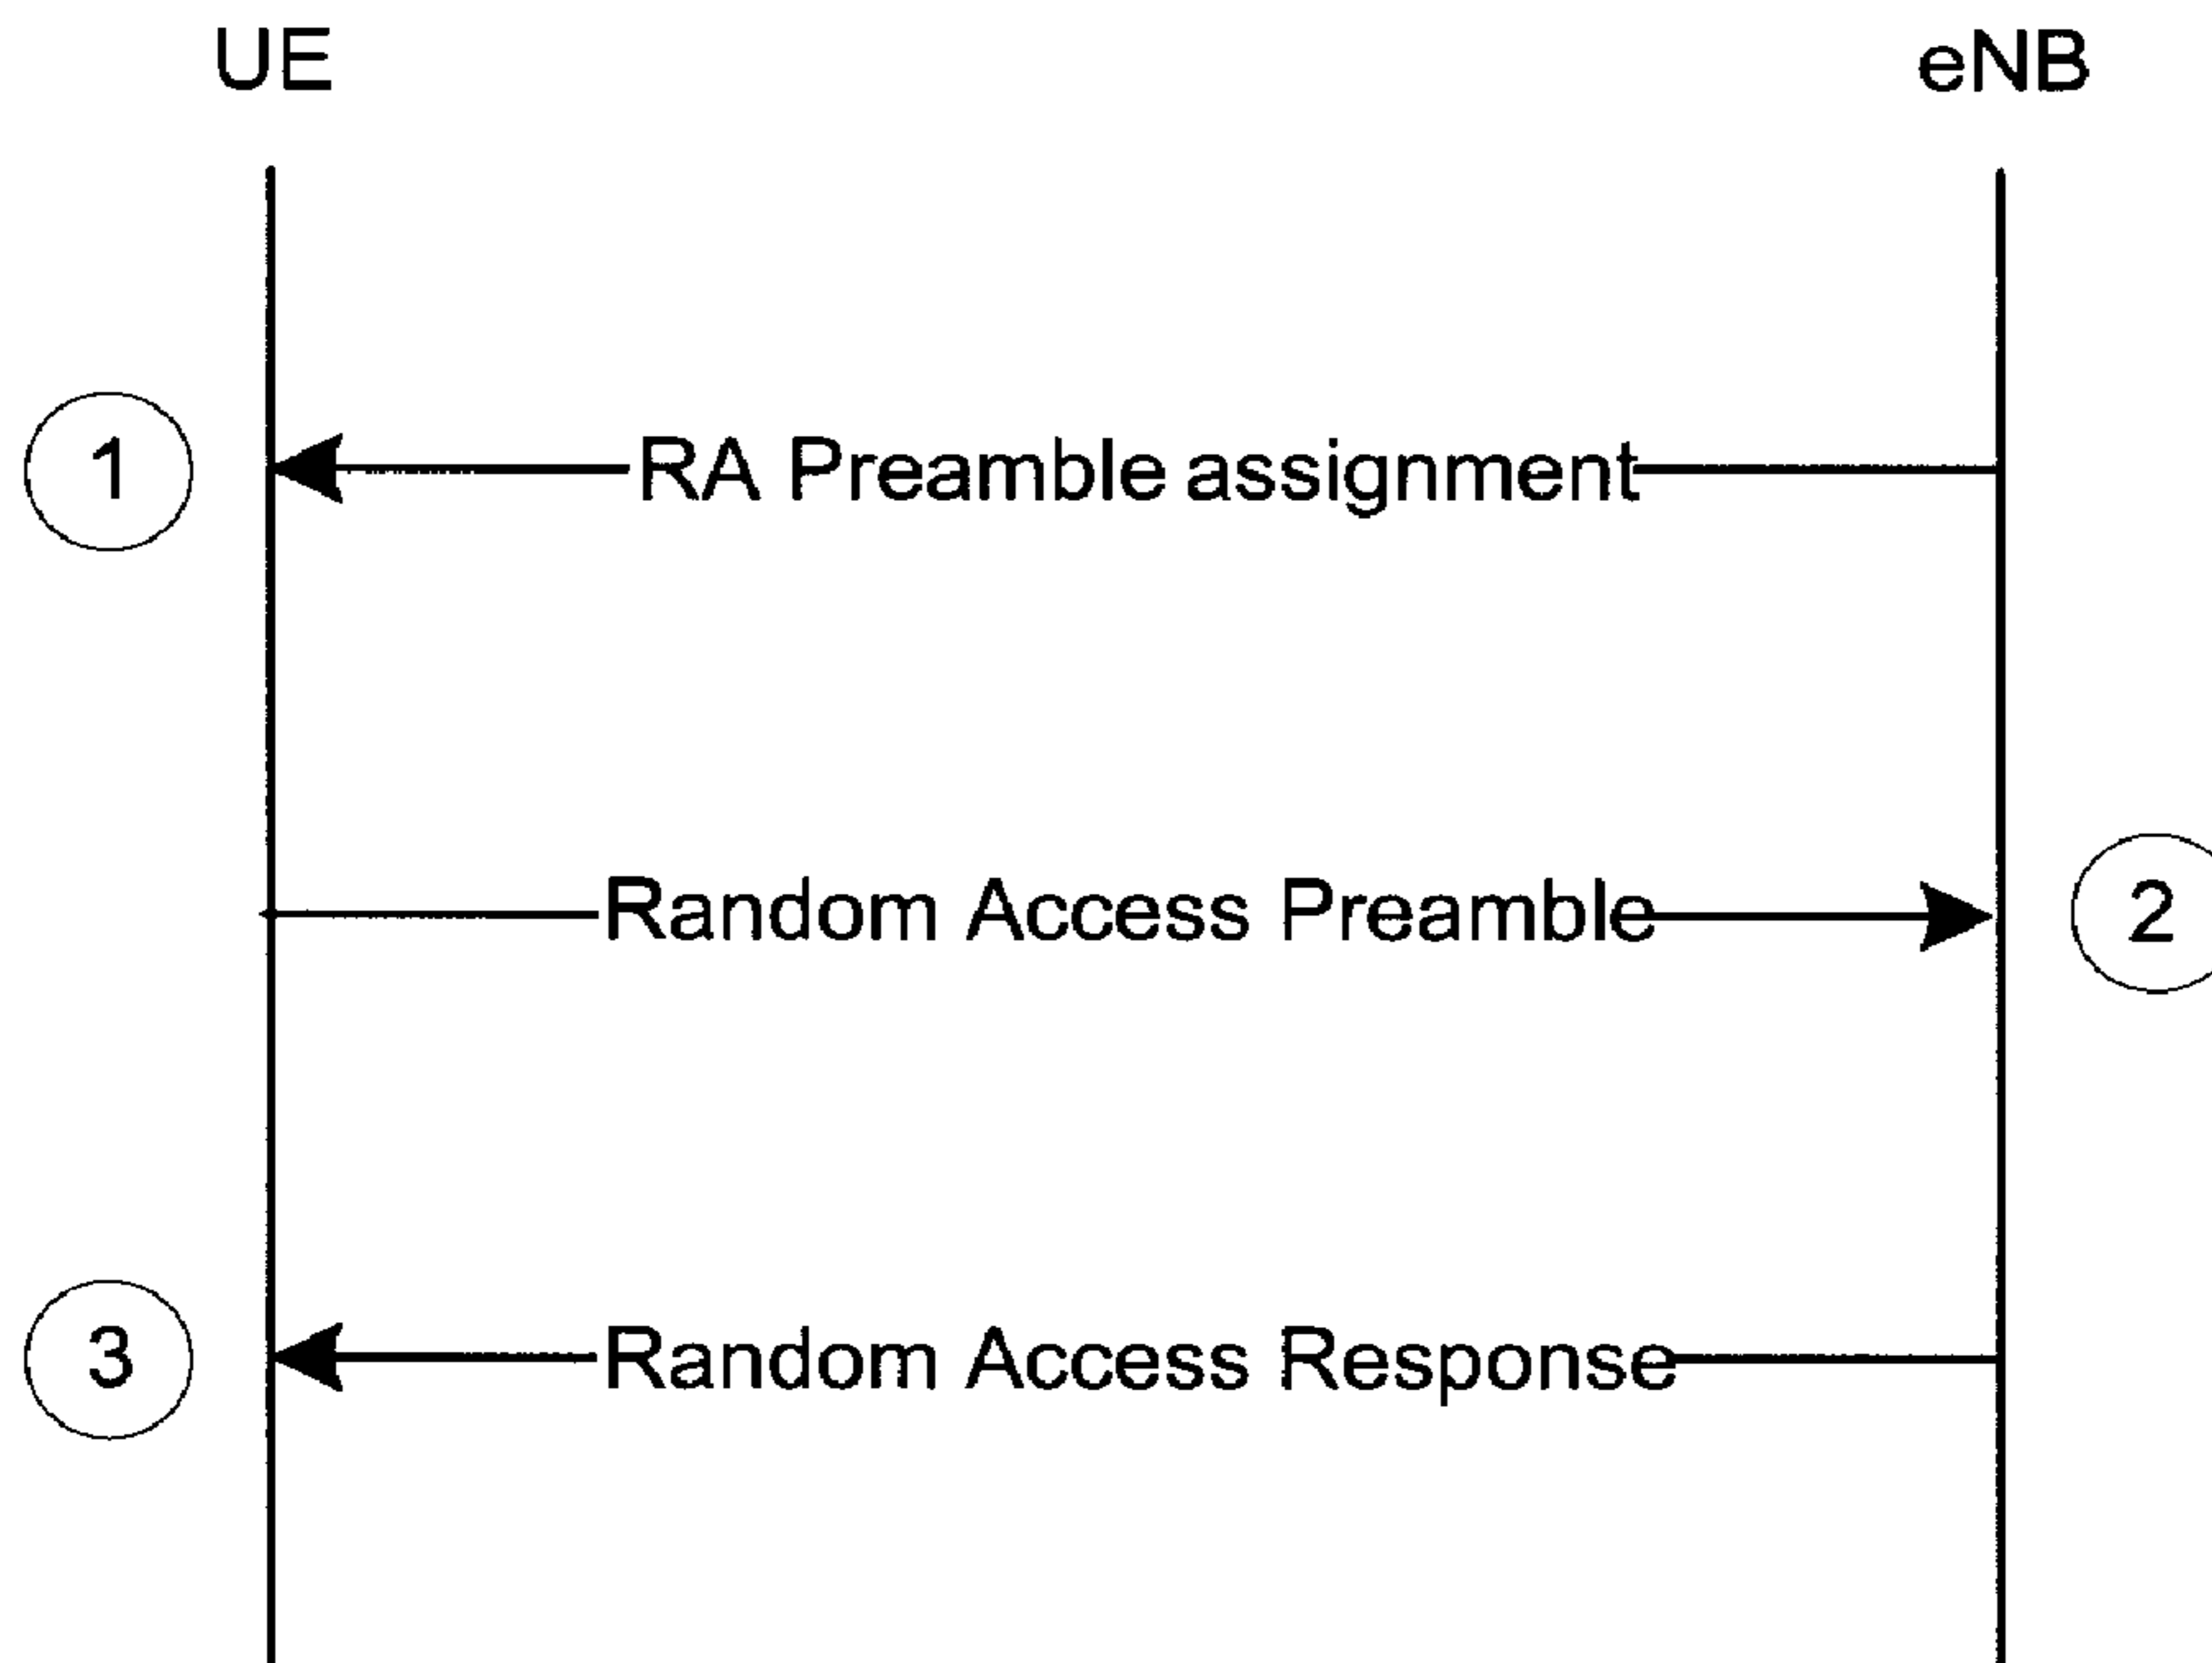 UE eNB
1 RA Preamble assignment
Random Access Preamble 2
3 Random Access Response